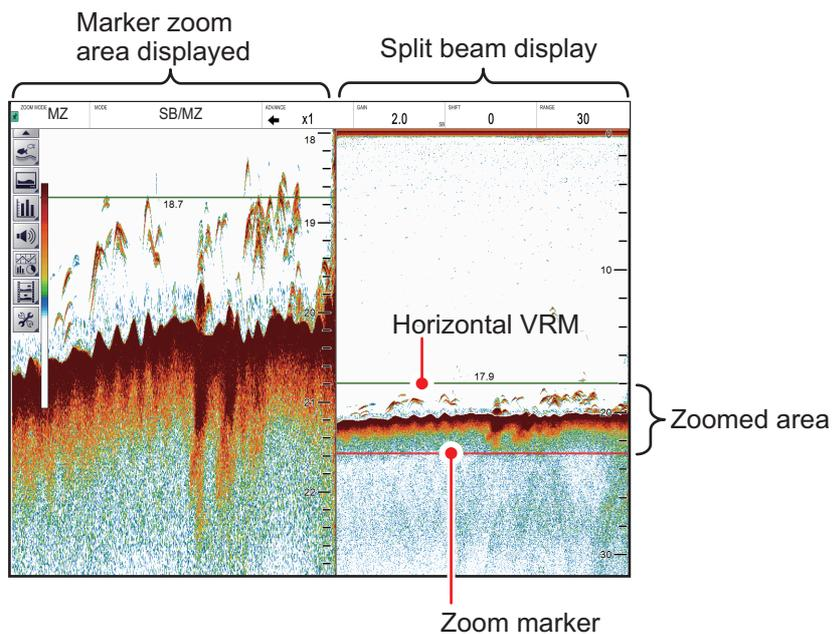 Marker zoom
area displayed
Split beam display
ZOOM MODE MZ
MODE SB/MZ
ADVANCE x1
GAIN 2.0
SHIFT 0
RANGE 30
18
0
18.7
19
10
20
Horizontal VRM
17.9
21
20
Zoomed area
22
30
Zoom marker